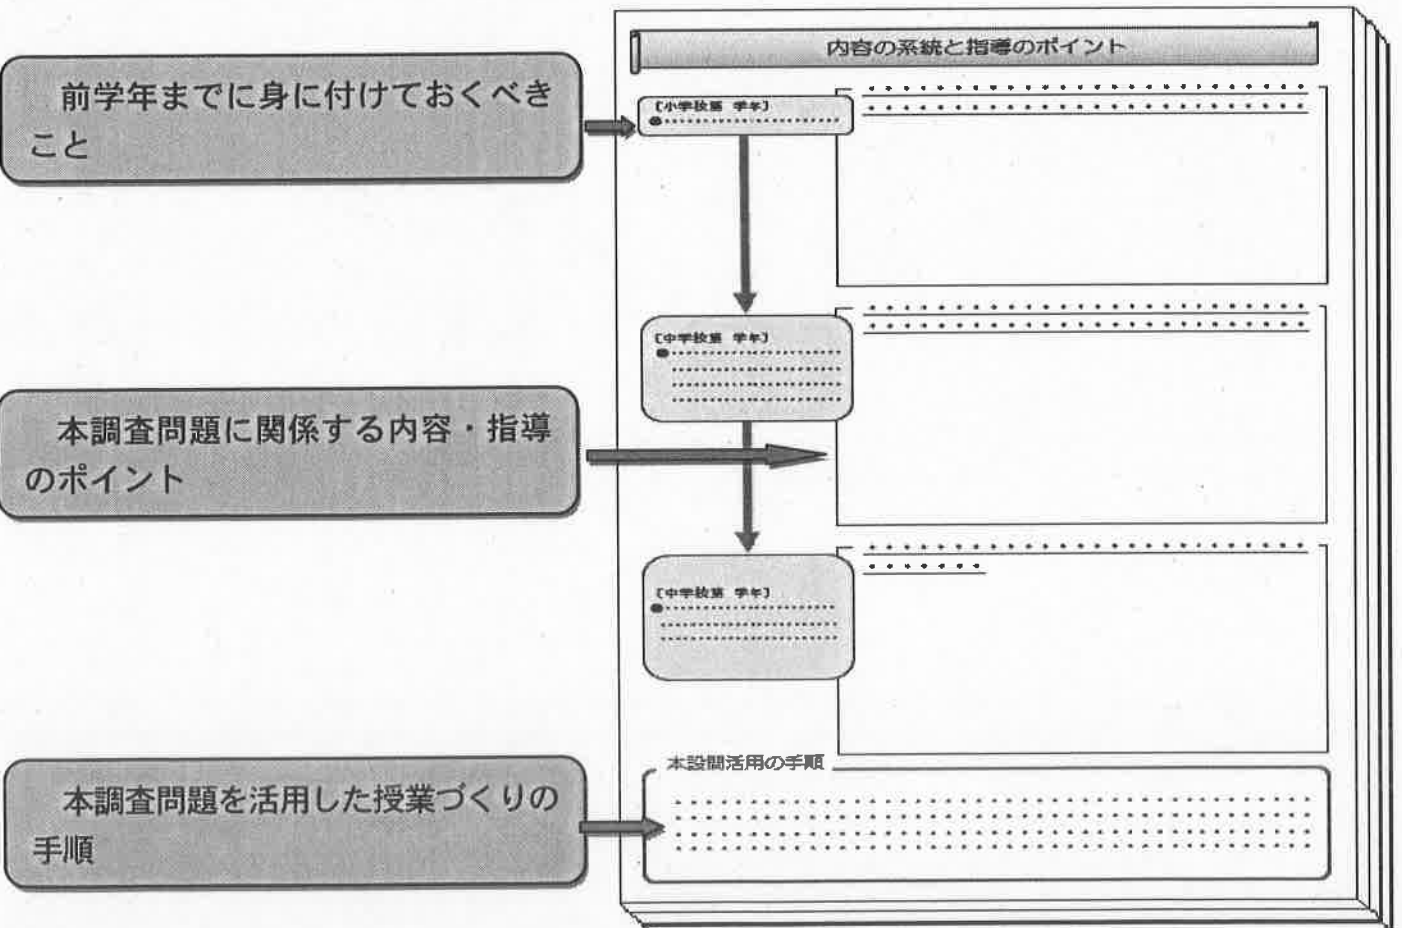 内容の系統と指導のポイント
前学年までに身に付けておくべき
こと
〔小学校第 学年〕
〔中学校第 学年〕
本調査問題に関係する内容・指導
のポイント
〔中学校第 学年〕
本設問活用の手順
本調査問題を活用した授業づくりの
手順